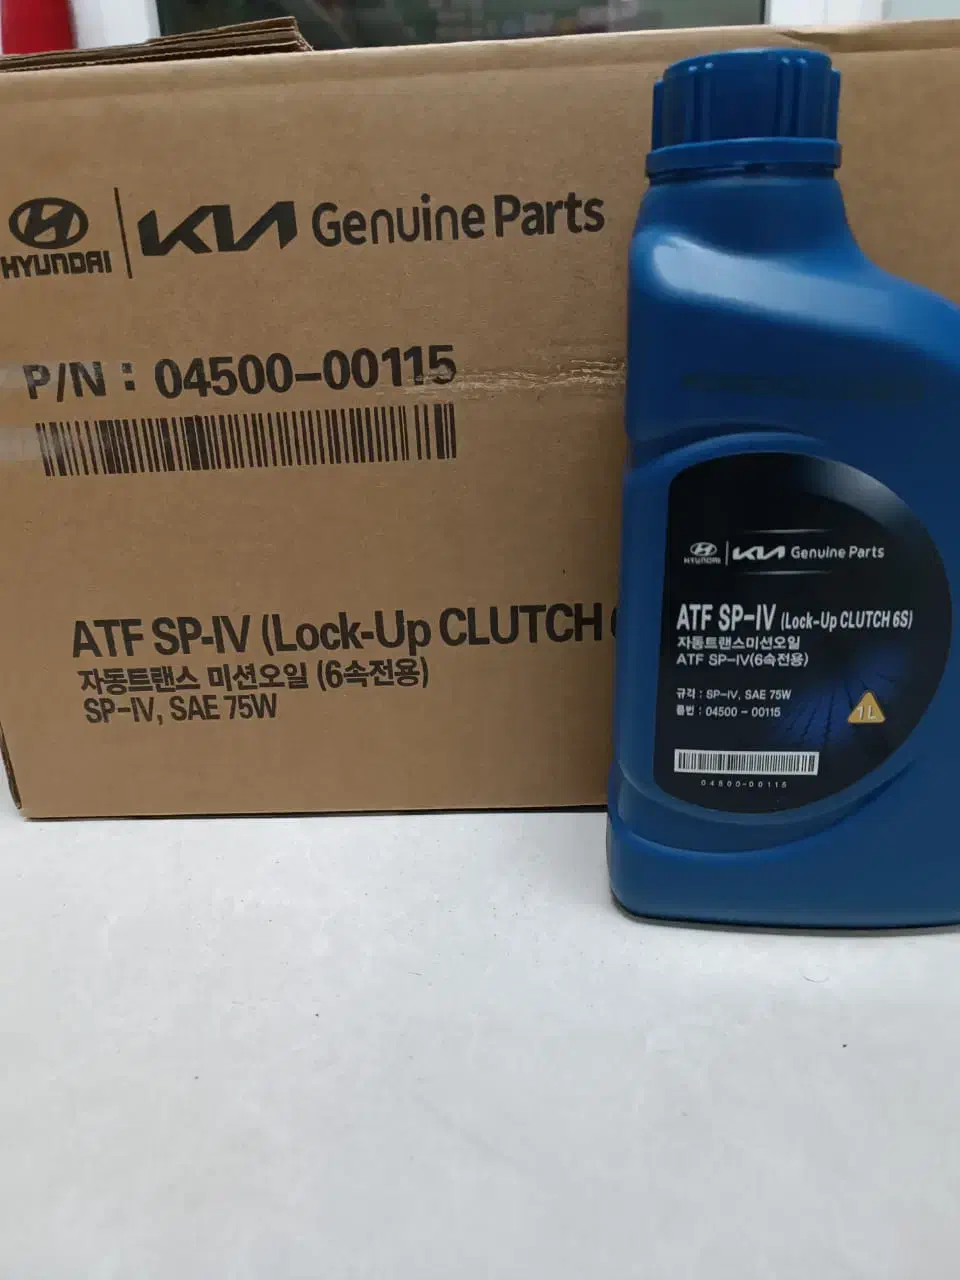 HYUNDAI KIA Genuine Parts
P/N : 04500-00115
ATF SP-IV (Lock-Up CLUTCH
자동트랜스 미션오일 (6속전용)
SP-IV, SAE 75W
HYUNDAI KIA Genuine Parts
ATF SP-IV (Lock-Up CLUTCH 6S)
자동트랜스미션오일
ATF SP-IV(6속전용)
규격 : SP-IV, SAE 75W
품번 : 04500 - 00115
1L
04500-00115